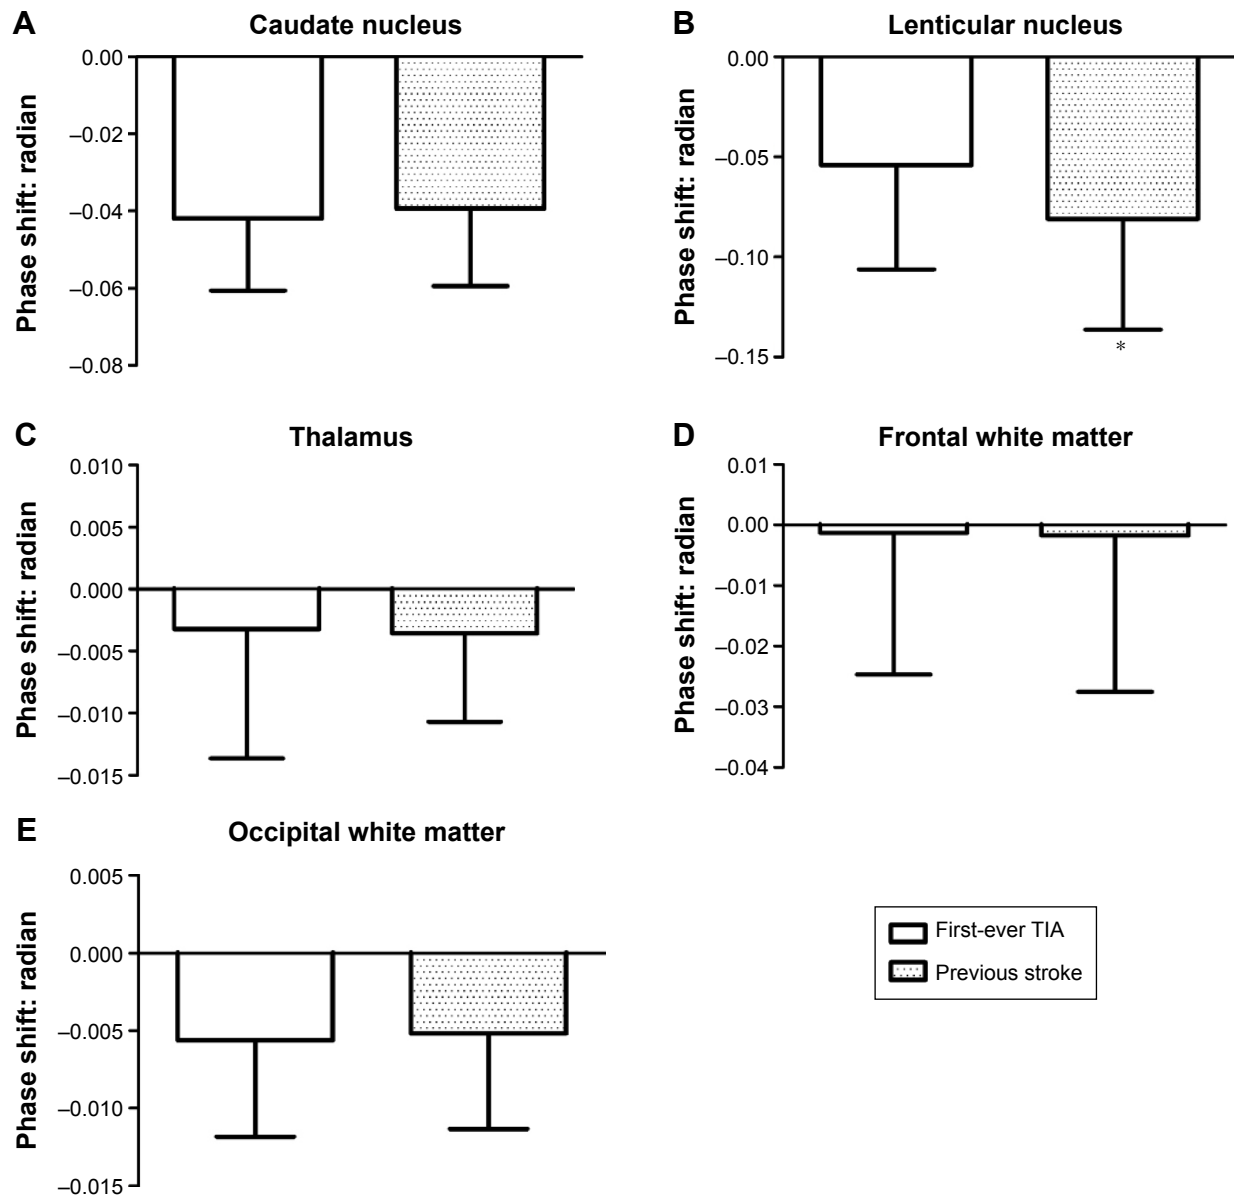 A
Caudate nucleus
Phase shift: radian
0.00
–0.02
–0.04
–0.06
–0.08
B
Lenticular nucleus
Phase shift: radian
0.00
–0.05
–0.10
–0.15
*
C
Thalamus
Phase shift: radian
0.010
0.005
0.000
–0.005
–0.010
–0.015
D
Frontal white matter
Phase shift: radian
0.01
0.00
–0.01
–0.02
–0.03
–0.04
E
Occipital white matter
Phase shift: radian
0.005
0.000
–0.005
–0.010
–0.015
First-ever TIA
Previous stroke